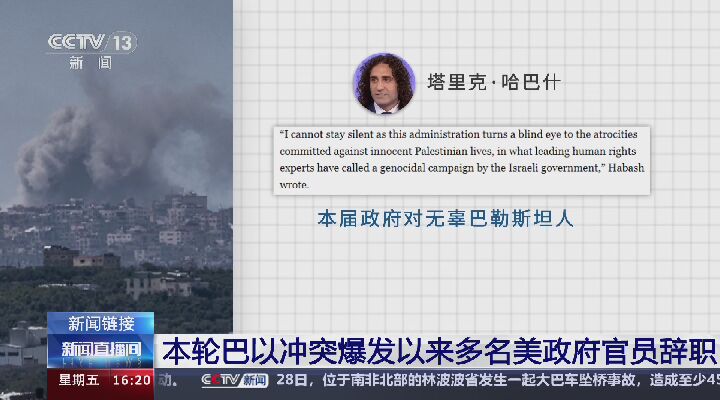 CCTV 13
新闻
塔里克·哈巴什
“I cannot stay silent as this administration turns a blind eye to the atrocities
committed against innocent Palestinian lives, in what leading human rights
experts have called a genocidal campaign by the Israeli government,” Habash
wrote.
本届政府对无辜巴勒斯坦人
新闻链接
新闻直播间
本轮巴以冲突爆发以来多名美政府官员辞职
星期五 16:20
动。 CCTV 新闻 28日，位于南非北部的林波波省发生一起大巴车坠桥事故，造成至少45